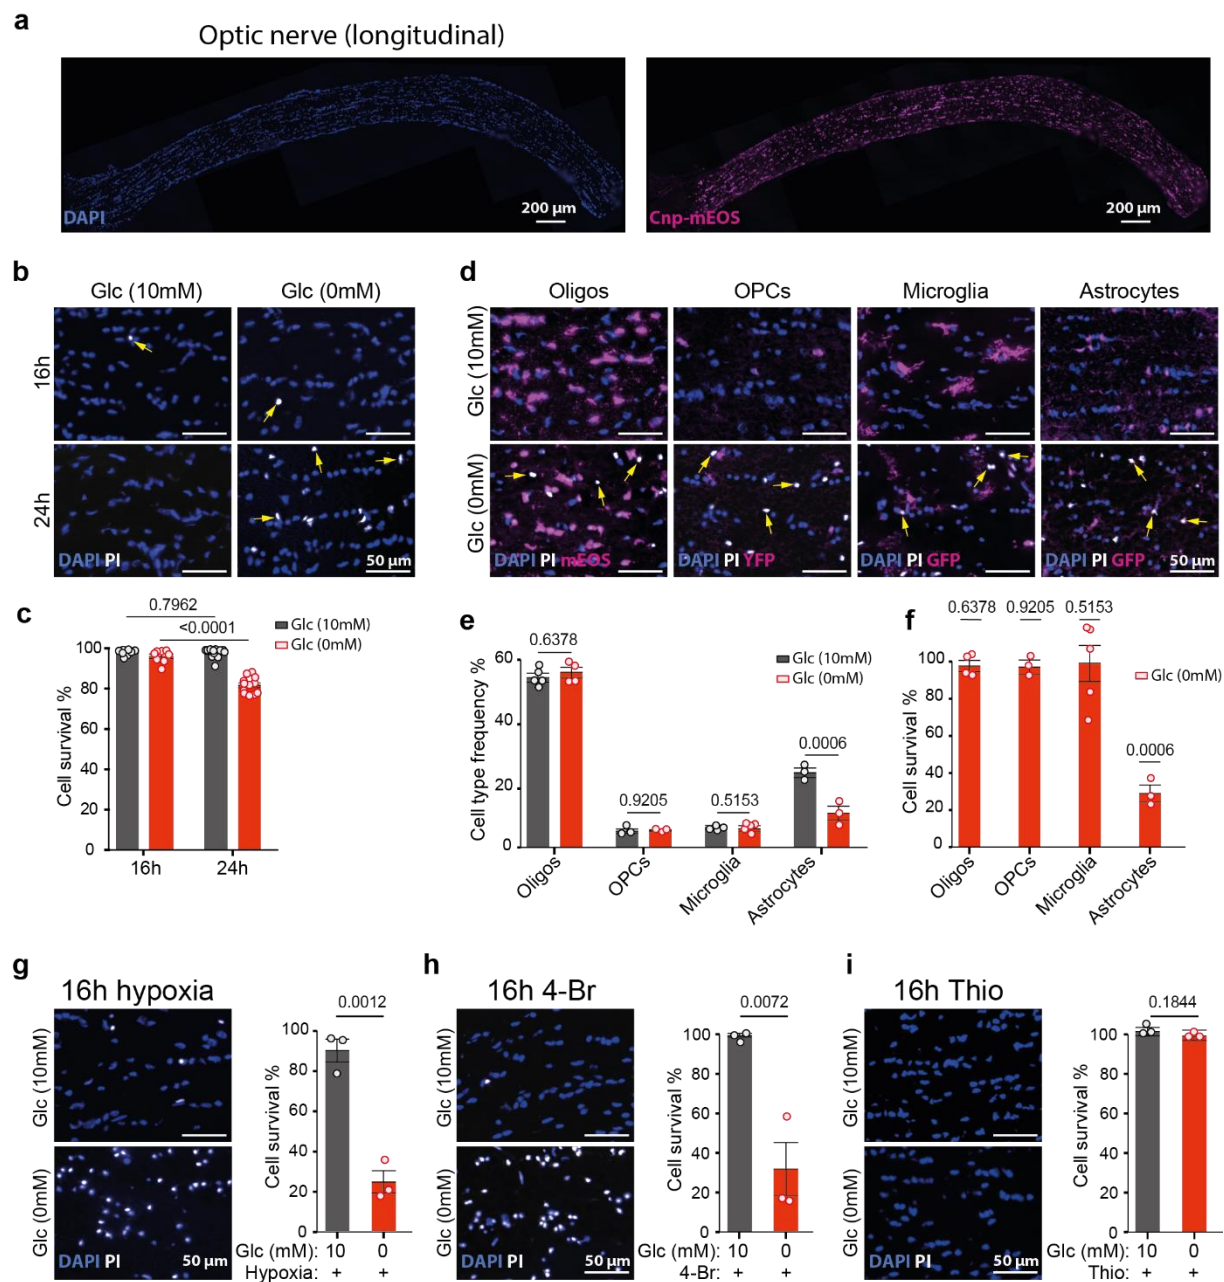 a
Optic nerve (longitudinal)
DAPI
200 µm
Cnp-mEOS
200 µm
b
Glc (10mM)
Glc (0mM)
16h
24h
DAPI PI
50 µm
d
Oligos
OPCs
Microglia
Astrocytes
Glc (10mM)
Glc (0mM)
DAPI PI mEOS
DAPI PI YFP
DAPI PI GFP
DAPI PI GFP
50 µm
c
0.7962
<0.0001
Glc (10mM)
Glc (0mM)
Cell survival %
100
80
60
40
20
0
16h
24h
e
0.6378
Glc (10mM)
Glc (0mM)
Cell type frequency %
60
40
20
0
0.9205
0.5153
0.0006
Oligos
OPCs
Microglia
Astrocytes
f
0.6378
0.9205
0.5153
Glc (0mM)
0.0006
Cell survival %
100
80
60
40
20
0
Oligos
OPCs
Microglia
Astrocytes
g
16h hypoxia
Glc (10mM)
Glc (0mM)
DAPI PI
50 µm
0.0012
Cell survival %
100
80
60
40
20
0
Glc (mM): 10 0
Hypoxia: + +
h
16h 4-Br
Glc (10mM)
Glc (0mM)
DAPI PI
50 µm
0.0072
Cell survival %
100
80
60
40
20
0
Glc (mM): 10 0
4-Br: + +
i
16h Thio
Glc (10mM)
Glc (0mM)
DAPI PI
50 µm
0.1844
Cell survival %
100
80
60
40
20
0
Glc (mM): 10 0
Thio: + +